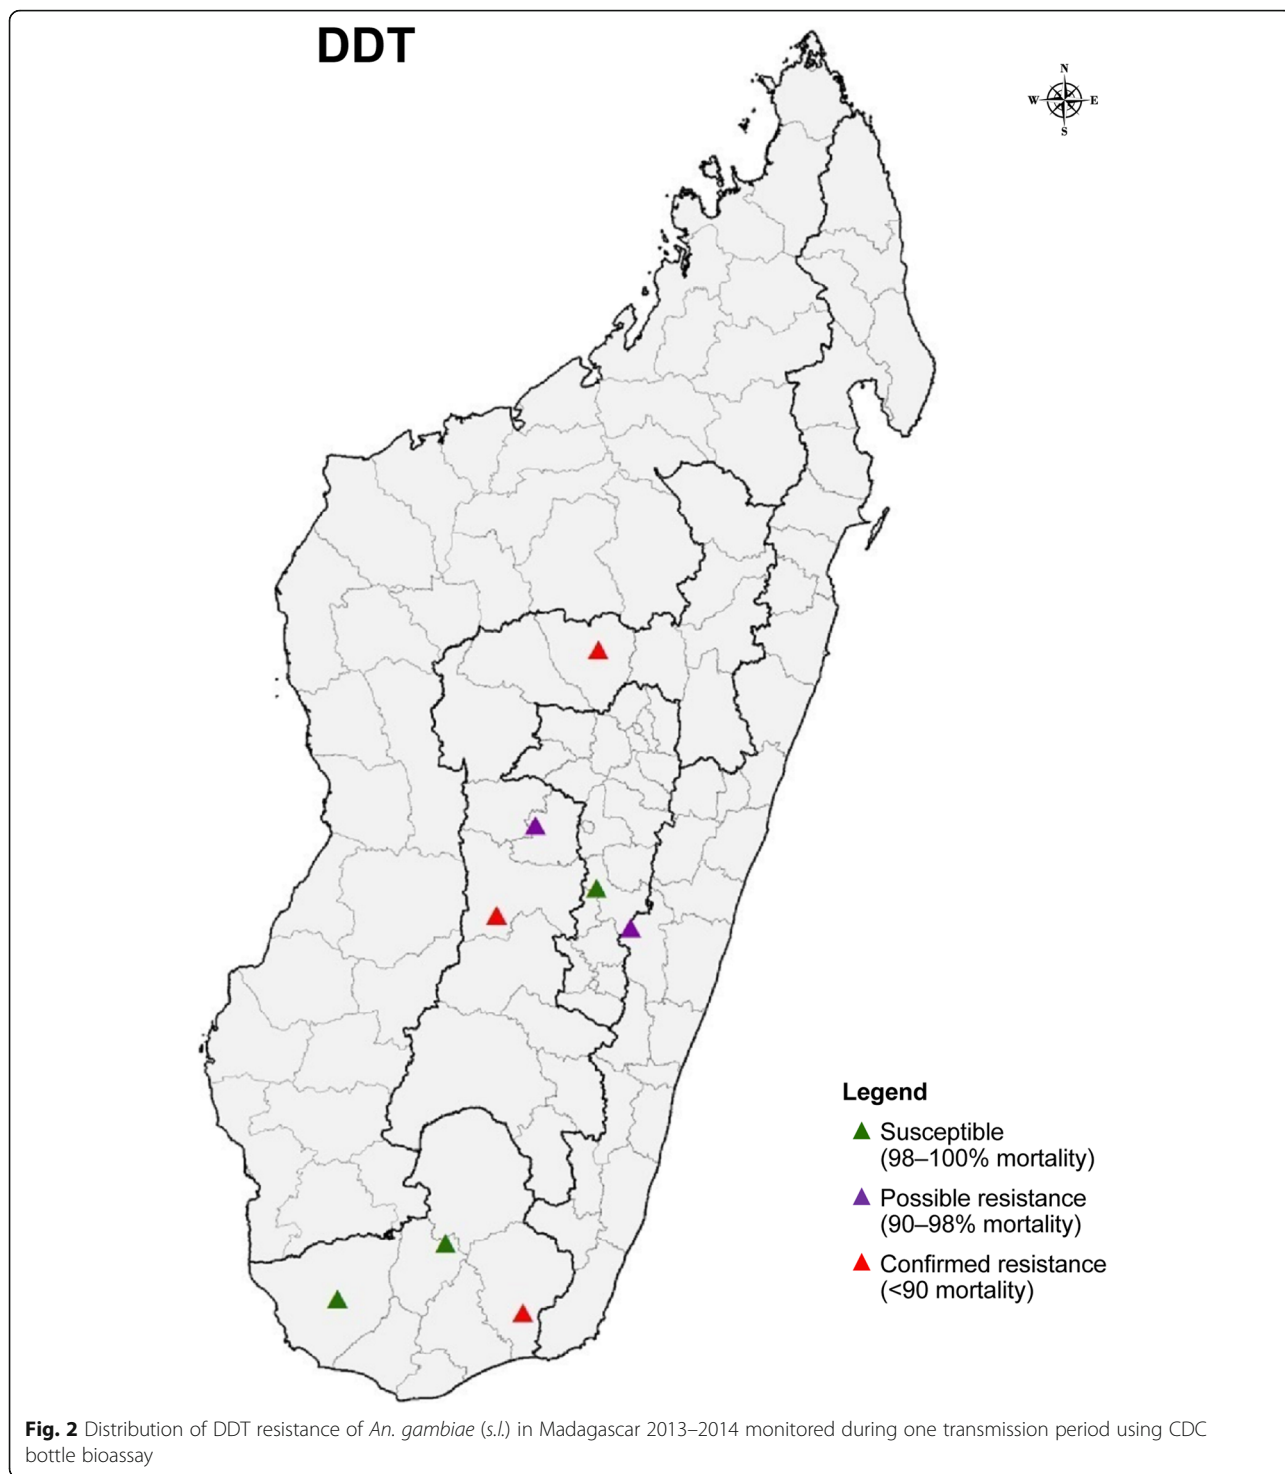 DDT
N
W E
S
Legend
Susceptible
(98–100% mortality)
Possible resistance
(90–98% mortality)
Confirmed resistance
(<90 mortality)
Fig. 2 Distribution of DDT resistance of An. gambiae (s.l.) in Madagascar 2013–2014 monitored during one transmission period using CDC
bottle bioassay